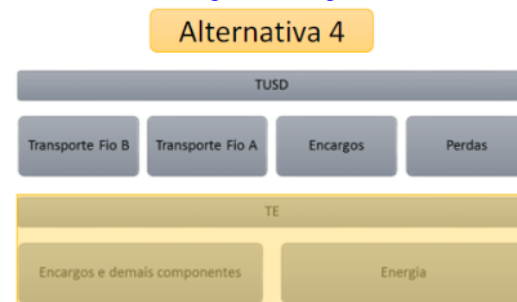 Alternativa 4
TUSD
Transporte Fio B Transporte Fio A Encargos Perdas
TE
Encargos e demais componentes Energia